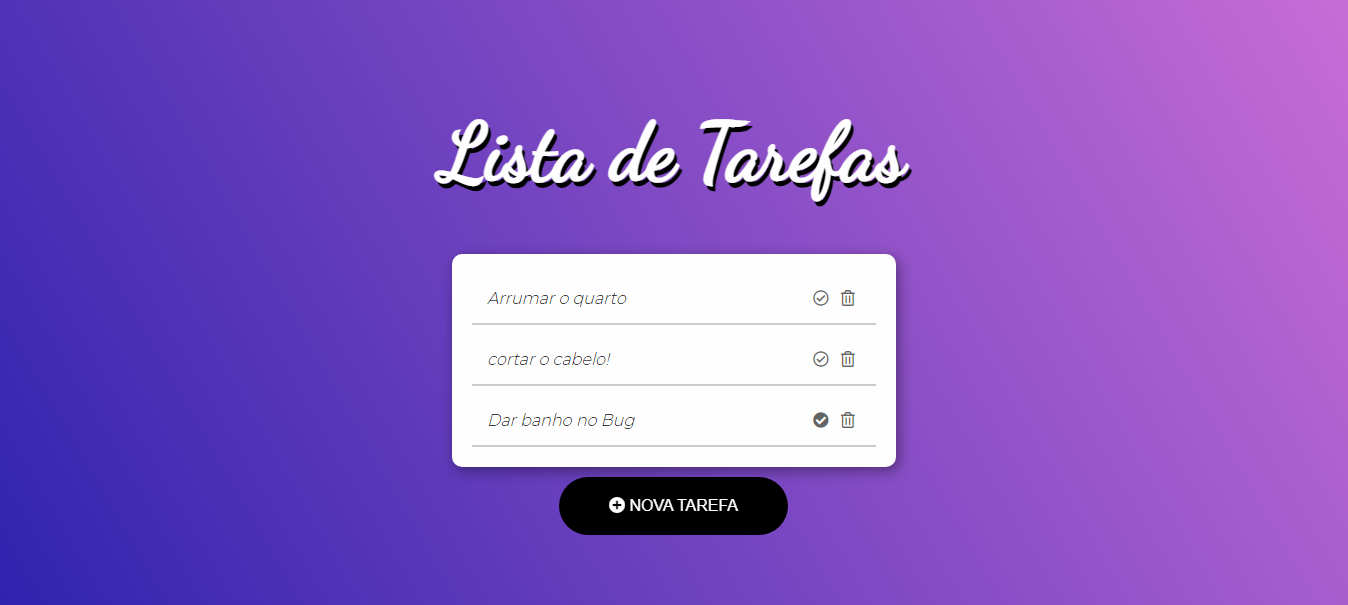 Lista de Tarefas
Arrumar o quarto
cortar o cabelo!
Dar banho no Bug
NOVA TAREFA